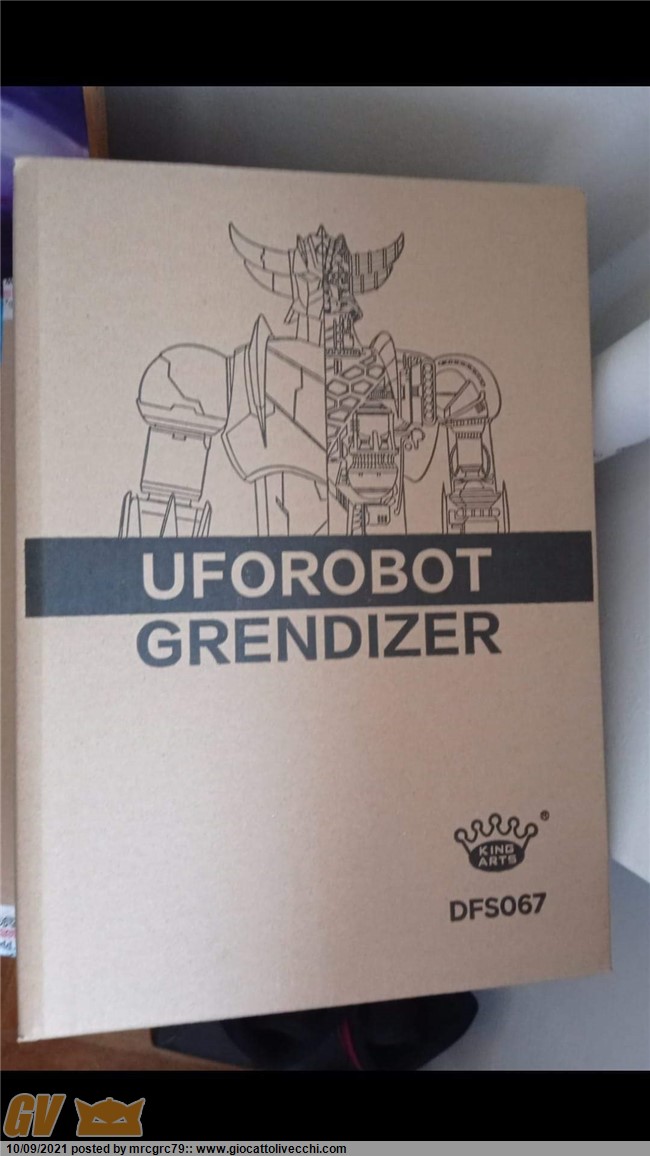 UFOROBOT
GRENDIZER
KING
ARTS
®
DFS067
GV
10/09/2021 posted by mrcgrc79:: www.giocattolivecchi.com